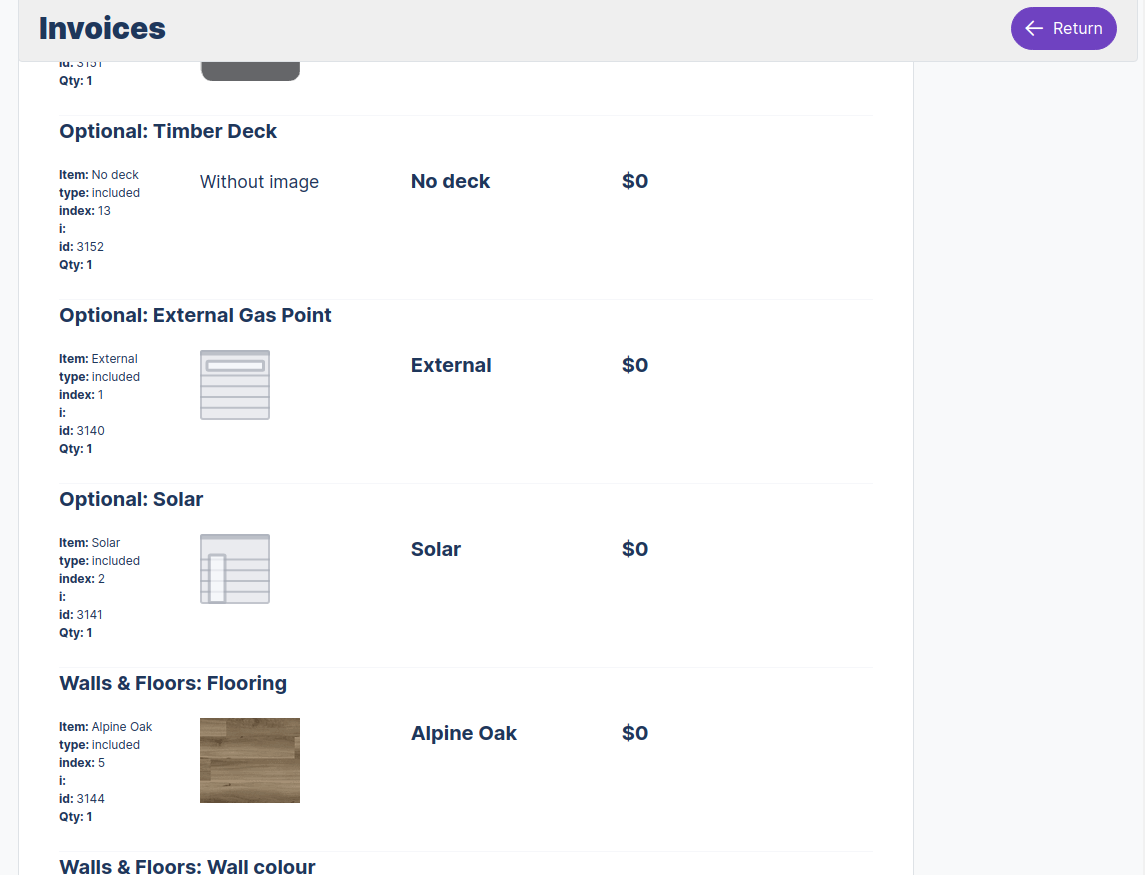 Invoices
Return
id: 3151
Qty: 1
Optional: Timber Deck
Item: No deck
type: included
index: 13
i:
id: 3152
Qty: 1
Without image
No deck
$0
Optional: External Gas Point
Item: External
type: included
index: 1
i:
id: 3140
Qty: 1
External
$0
Optional: Solar
Item: Solar
type: included
index: 2
i:
id: 3141
Qty: 1
Solar
$0
Walls & Floors: Flooring
Item: Alpine Oak
type: included
index: 5
i:
id: 3144
Qty: 1
Alpine Oak
$0
Walls & Floors: Wall colour